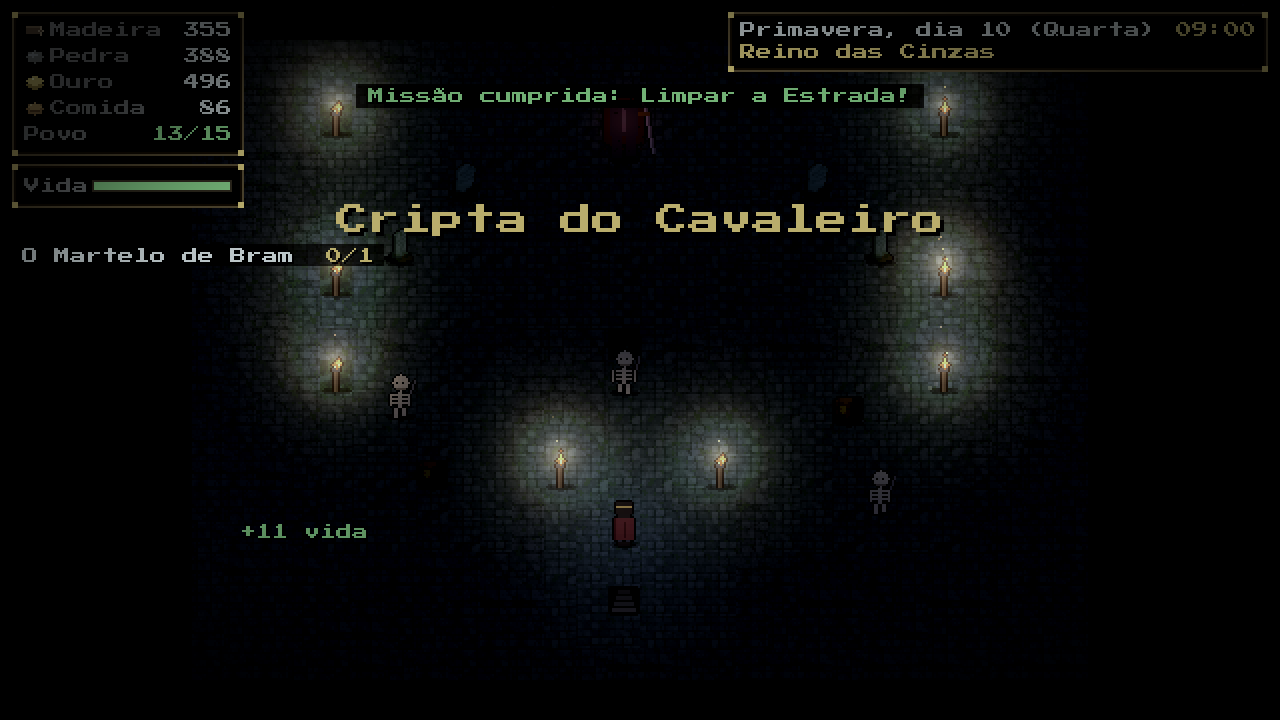 Madeira 355
Pedra 388
Ouro 496
Comida 86
Povo 13/15
Vida
Primavera, dia 10 (Quarta) 09:00
Reino das Cinzas
Missão cumprida: Limpar a Estrada!
Cripta do Cavaleiro
O Martelo de Bram 0/1
+11 vida